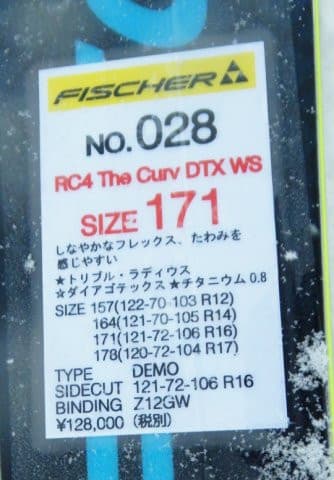 FISCHER
NO.028
RC4 The Curv DTX WS
SIZE 171
しなやかなフレックス、たわみを
感じやすい
★トリプル・ラディウス
☆ダイアゴテックス ★チタニウム 0.8
SIZE 157(122-70-103 R12)
164(121-70-105 R14)
171(121-72-106 R16)
178(120-72-104 R17)
TYPE DEMO
SIDECUT 121-72-106 R16
BINDING Z12GW
¥128,000 (税別)